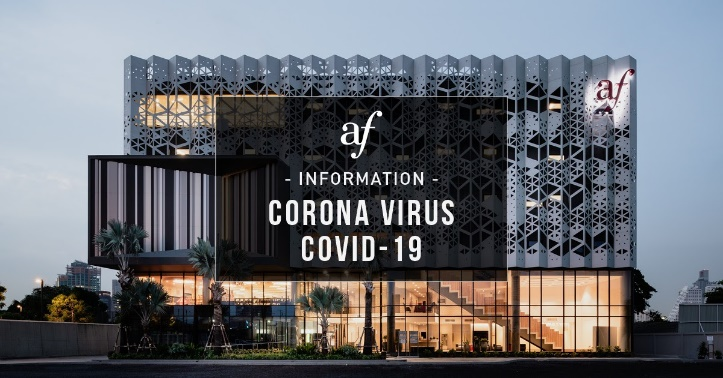 af
af
- INFORMATION -
CORONA VIRUS
COVID-19